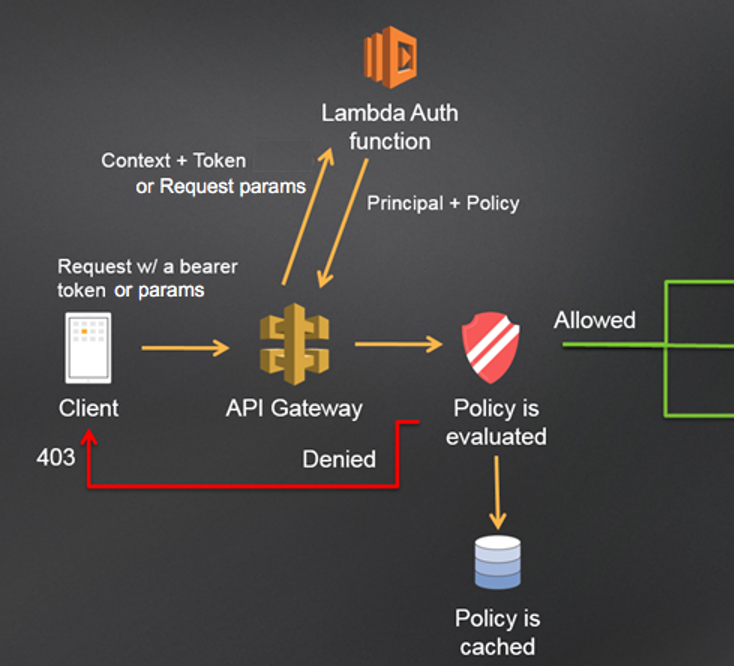 Lambda Auth
function
Context + Token
or Request params
Principal + Policy
Request w/ a bearer
token or params
Allowed
Client
API Gateway
Policy is
evaluated
403
Denied
Policy is
cached